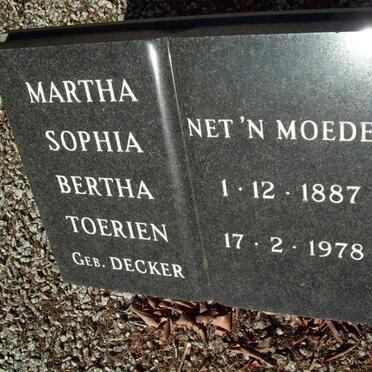 MARTHA
SOPHIA
BERTHA
TOERIEN
GEB. DECKER
NET 'N MOEDE
1 · 12 · 1887
17 · 2 · 1978